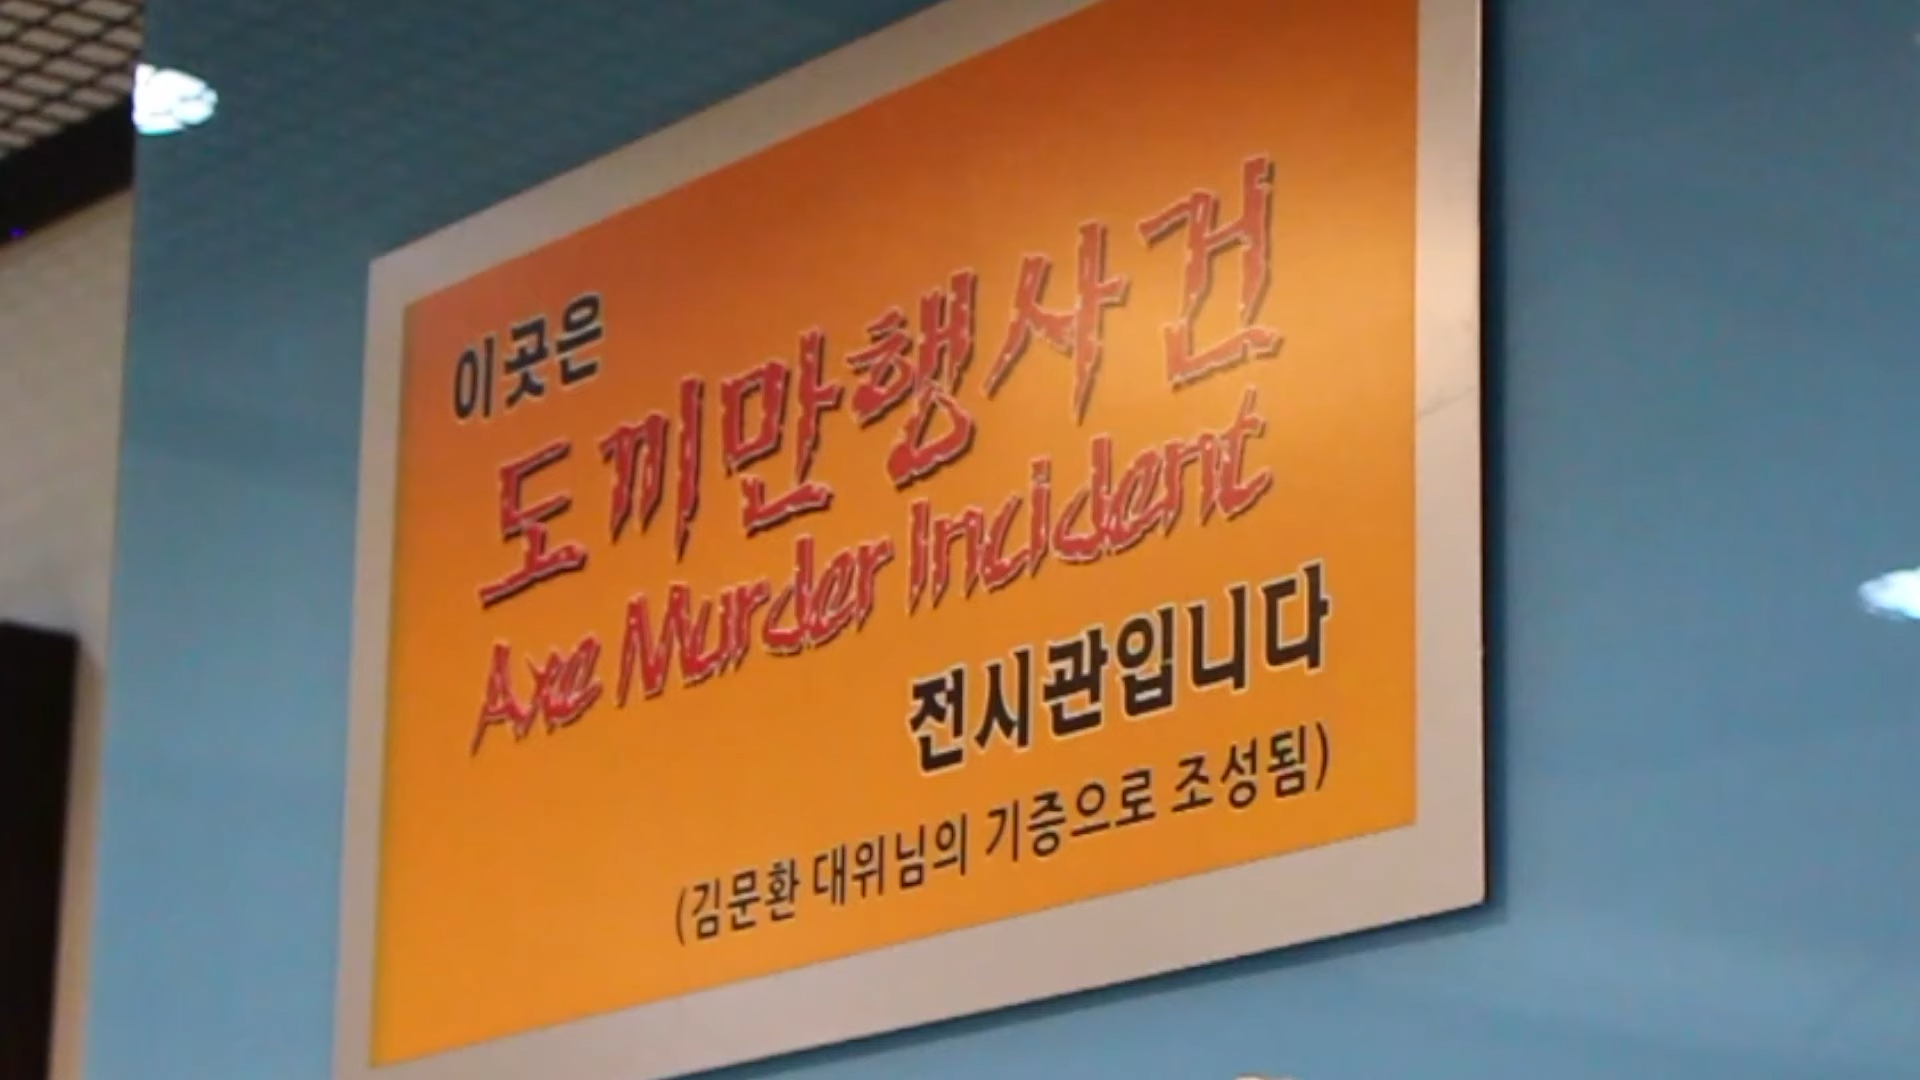 이곳은
도끼만행사건
Axe Murder Incident
전시관입니다
(김문환 대위님의 기증으로 조성됨)